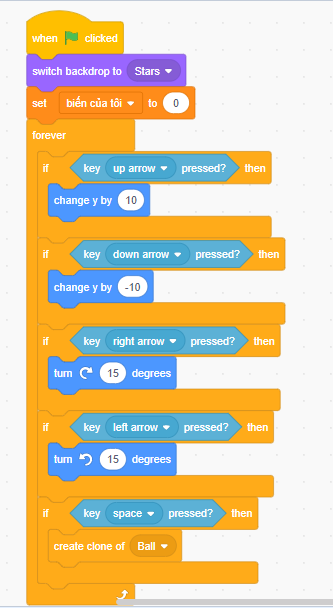 when clicked
switch backdrop to Stars
set biến của tôi to 0
forever
if key up arrow pressed? then
change y by 10
if key down arrow pressed? then
change y by -10
if key right arrow pressed? then
turn 15 degrees
if key left arrow pressed? then
turn 15 degrees
if key space pressed? then
create clone of Ball